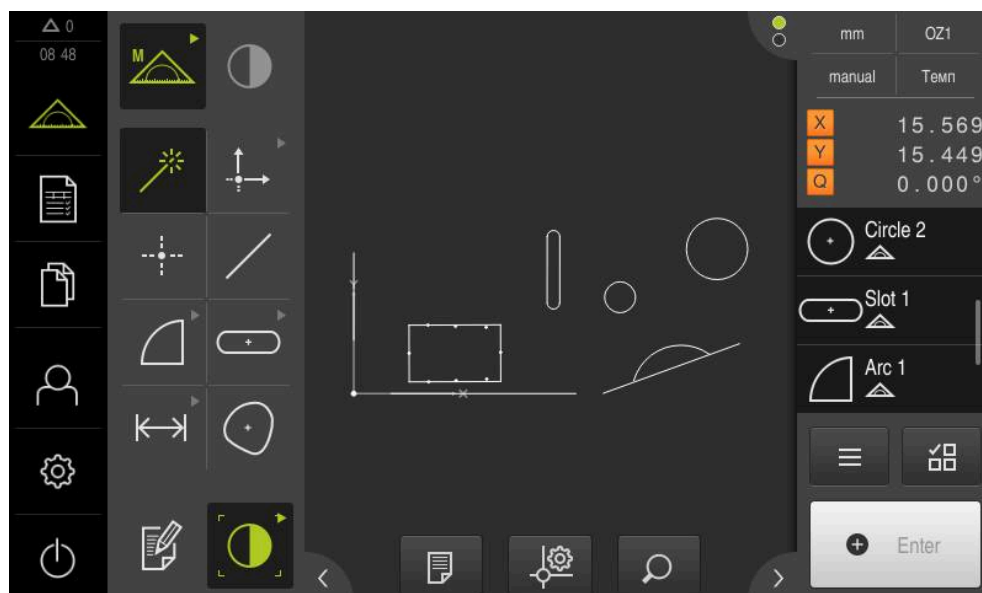 0
08 48
M
mm
OZ1
manual
Темп
X
15.569
Y
15.449
Q
0.000°
Circle 2
Slot 1
Arc 1
Y
X
Enter